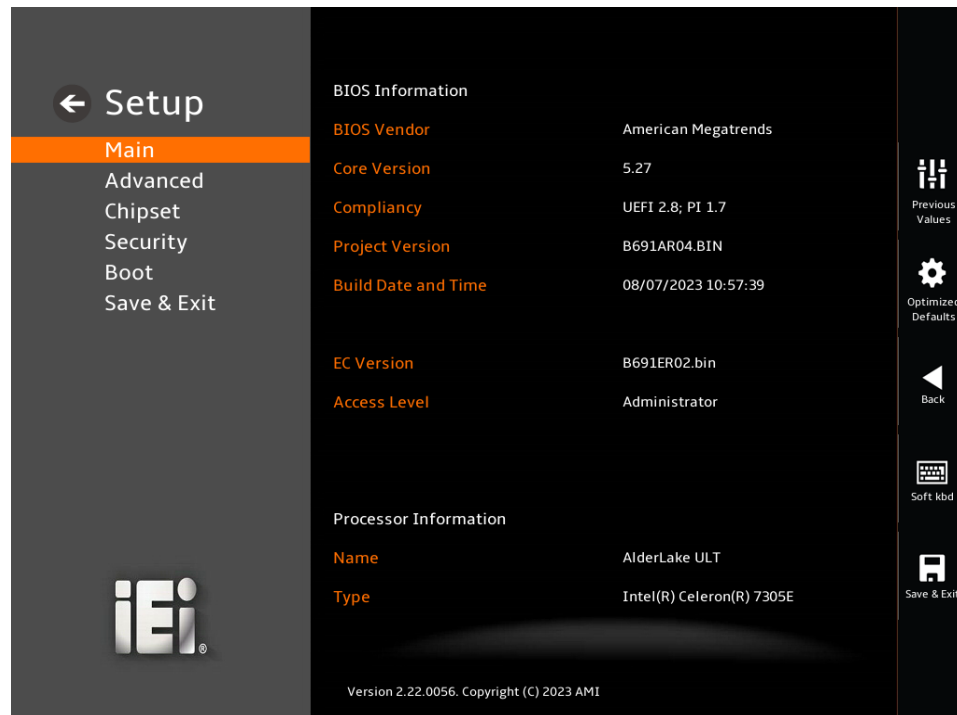 Setup
Main
Advanced
Chipset
Security
Boot
Save & Exit
iEi®
BIOS Information
BIOS Vendor American Megatrends
Core Version 5.27
Compliancy UEFI 2.8; PI 1.7
Project Version B691AR04.BIN
Build Date and Time 08/07/2023 10:57:39
EC Version B691ER02.bin
Access Level Administrator
Processor Information
Name AlderLake ULT
Type Intel(R) Celeron(R) 7305E
Version 2.22.0056. Copyright (C) 2023 AMI
Previous
Values
Optimized
Defaults
Back
Soft kbd
Save & Exit